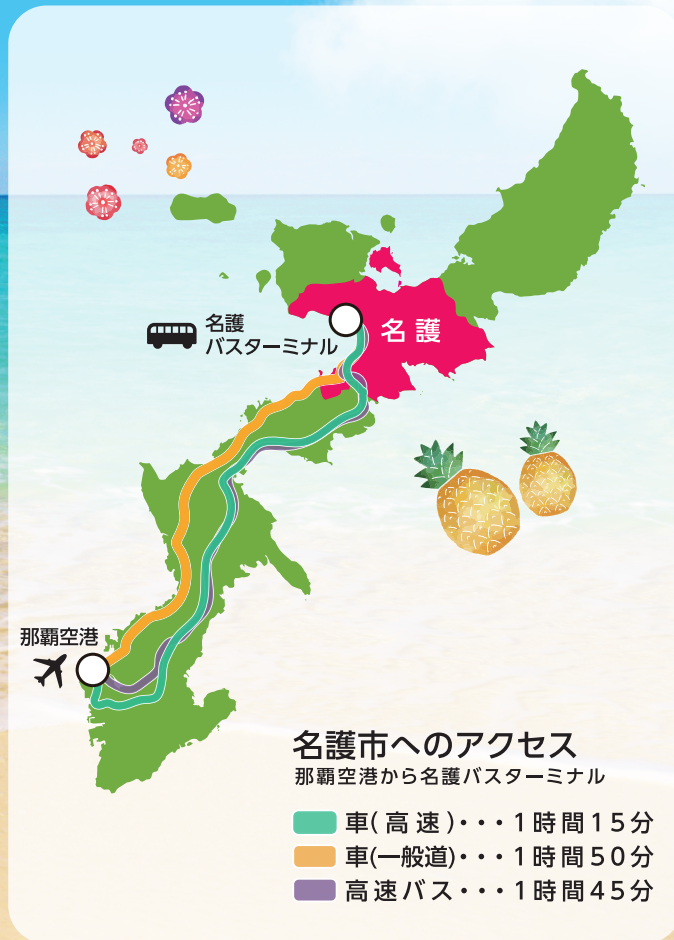 名護
バスターミナル
名護
那覇空港
名護市へのアクセス
那覇空港から名護バスターミナル
車(高速)・・・1時間15分
車(一般道)・・・1時間50分
高速バス・・・1時間45分